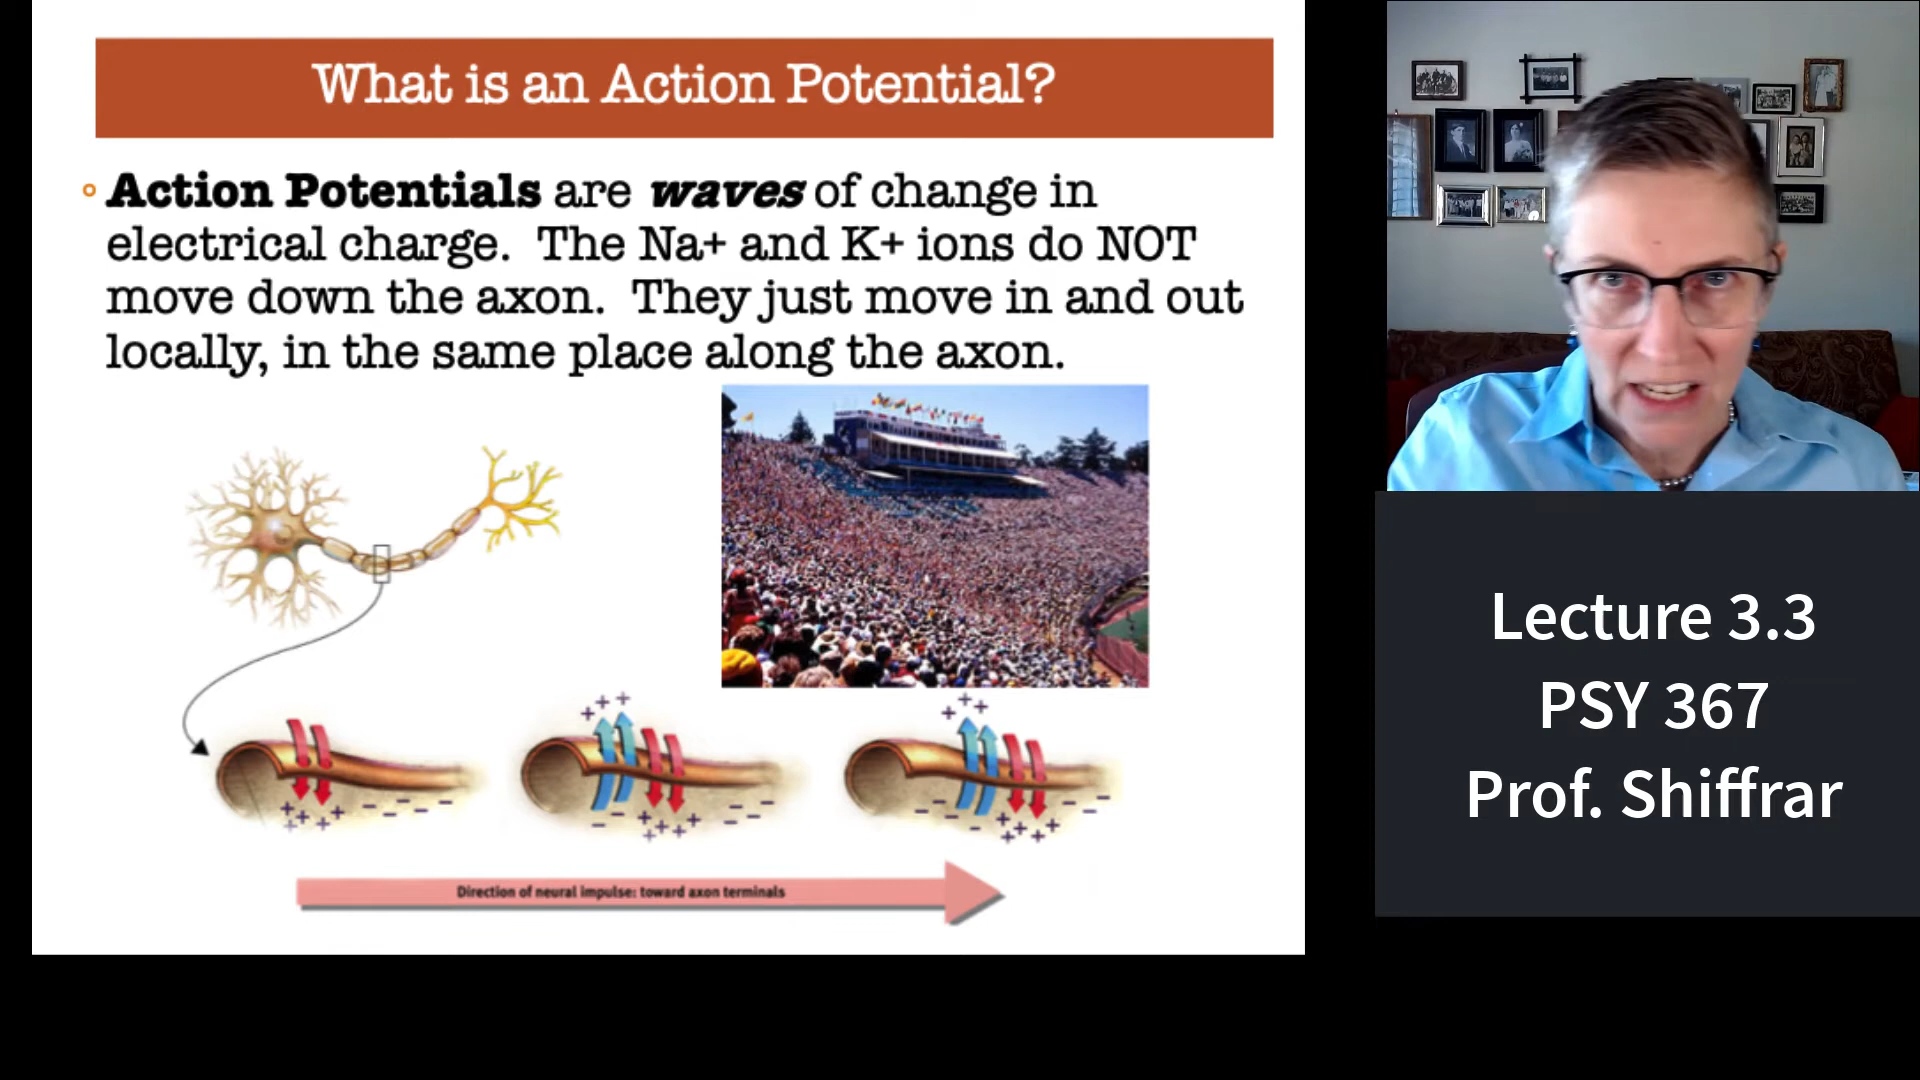 What is an Action Potential?
Action Potentials are waves of change in
electrical charge. The Na+ and K+ ions do NOT
move down the axon. They just move in and out
locally, in the same place along the axon.
+ + +
+ + +
+ + + + + - - - -
- - + + + + - - -
- - - + + + + -
Direction of neural impulse: toward axon terminals
Lecture 3.3
PSY 367
Prof. Shiffrar